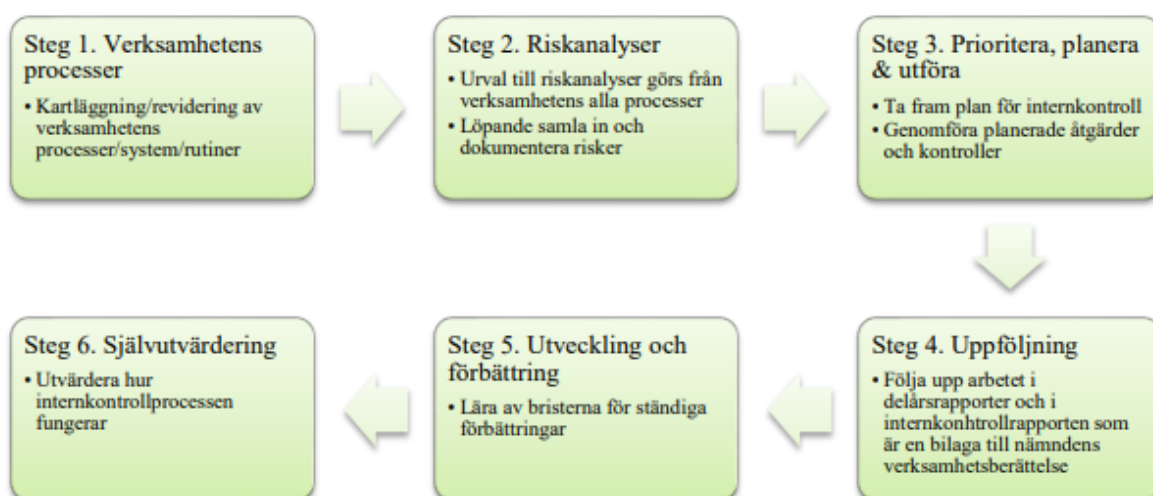 Steg 1. Verksamhetens
processer
• Kartläggning/revidering av
verksamhetens
processer/system/rutiner
Steg 2. Riskanalyser
• Urval till riskanalyser görs från
verksamhetens alla processer
• Löpande samla in och
dokumentera risker
Steg 3. Prioritera, planera
& utföra
• Ta fram plan för internkontroll
• Genomföra planerade åtgärder
och kontroller
Steg 4. Uppföljning
• Följa upp arbetet i
delårsrapporter och i
internkonhtrollrapporten som
är en bilaga till nämndens
verksamhetsberättelse
Steg 5. Utveckling och
förbättring
• Lära av bristerna för ständiga
förbättringar
Steg 6. Självutvärdering
• Utvärdera hur
internkontrollprocessen
fungerar